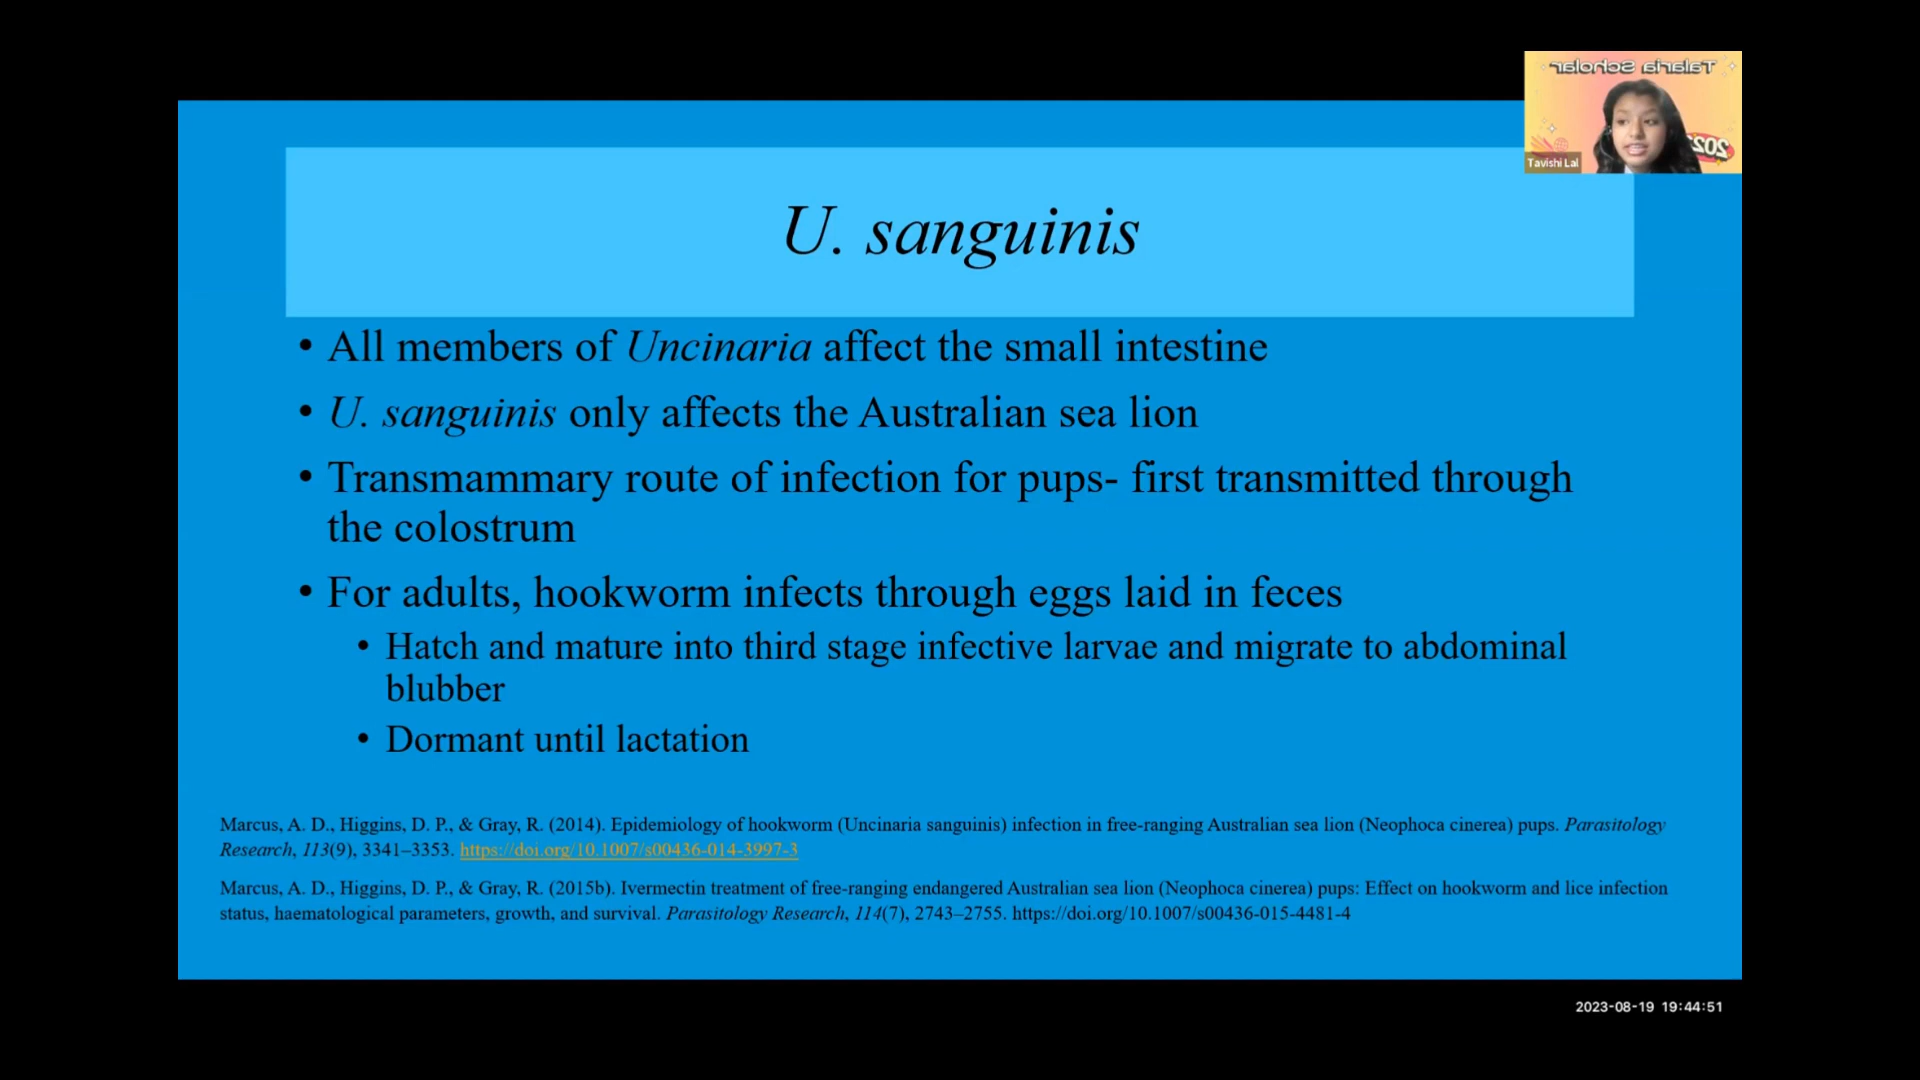 Talaria Scholar
2023
Tavishi Lal
U. sanguinis
• All members of Uncinaria affect the small intestine
• U. sanguinis only affects the Australian sea lion
• Transmammary route of infection for pups- first transmitted through
the colostrum
• For adults, hookworm infects through eggs laid in feces
• Hatch and mature into third stage infective larvae and migrate to abdominal
blubber
• Dormant until lactation
Marcus, A. D., Higgins, D. P., & Gray, R. (2014). Epidemiology of hookworm (Uncinaria sanguinis) infection in free-ranging Australian sea lion (Neophoca cinerea) pups. Parasitology
Research, 113(9), 3341–3353. https://doi.org/10.1007/s00436-014-3997-3
Marcus, A. D., Higgins, D. P., & Gray, R. (2015b). Ivermectin treatment of free-ranging endangered Australian sea lion (Neophoca cinerea) pups: Effect on hookworm and lice infection
status, haematological parameters, growth, and survival. Parasitology Research, 114(7), 2743–2755. https://doi.org/10.1007/s00436-015-4481-4
2023-08-19 19:44:51